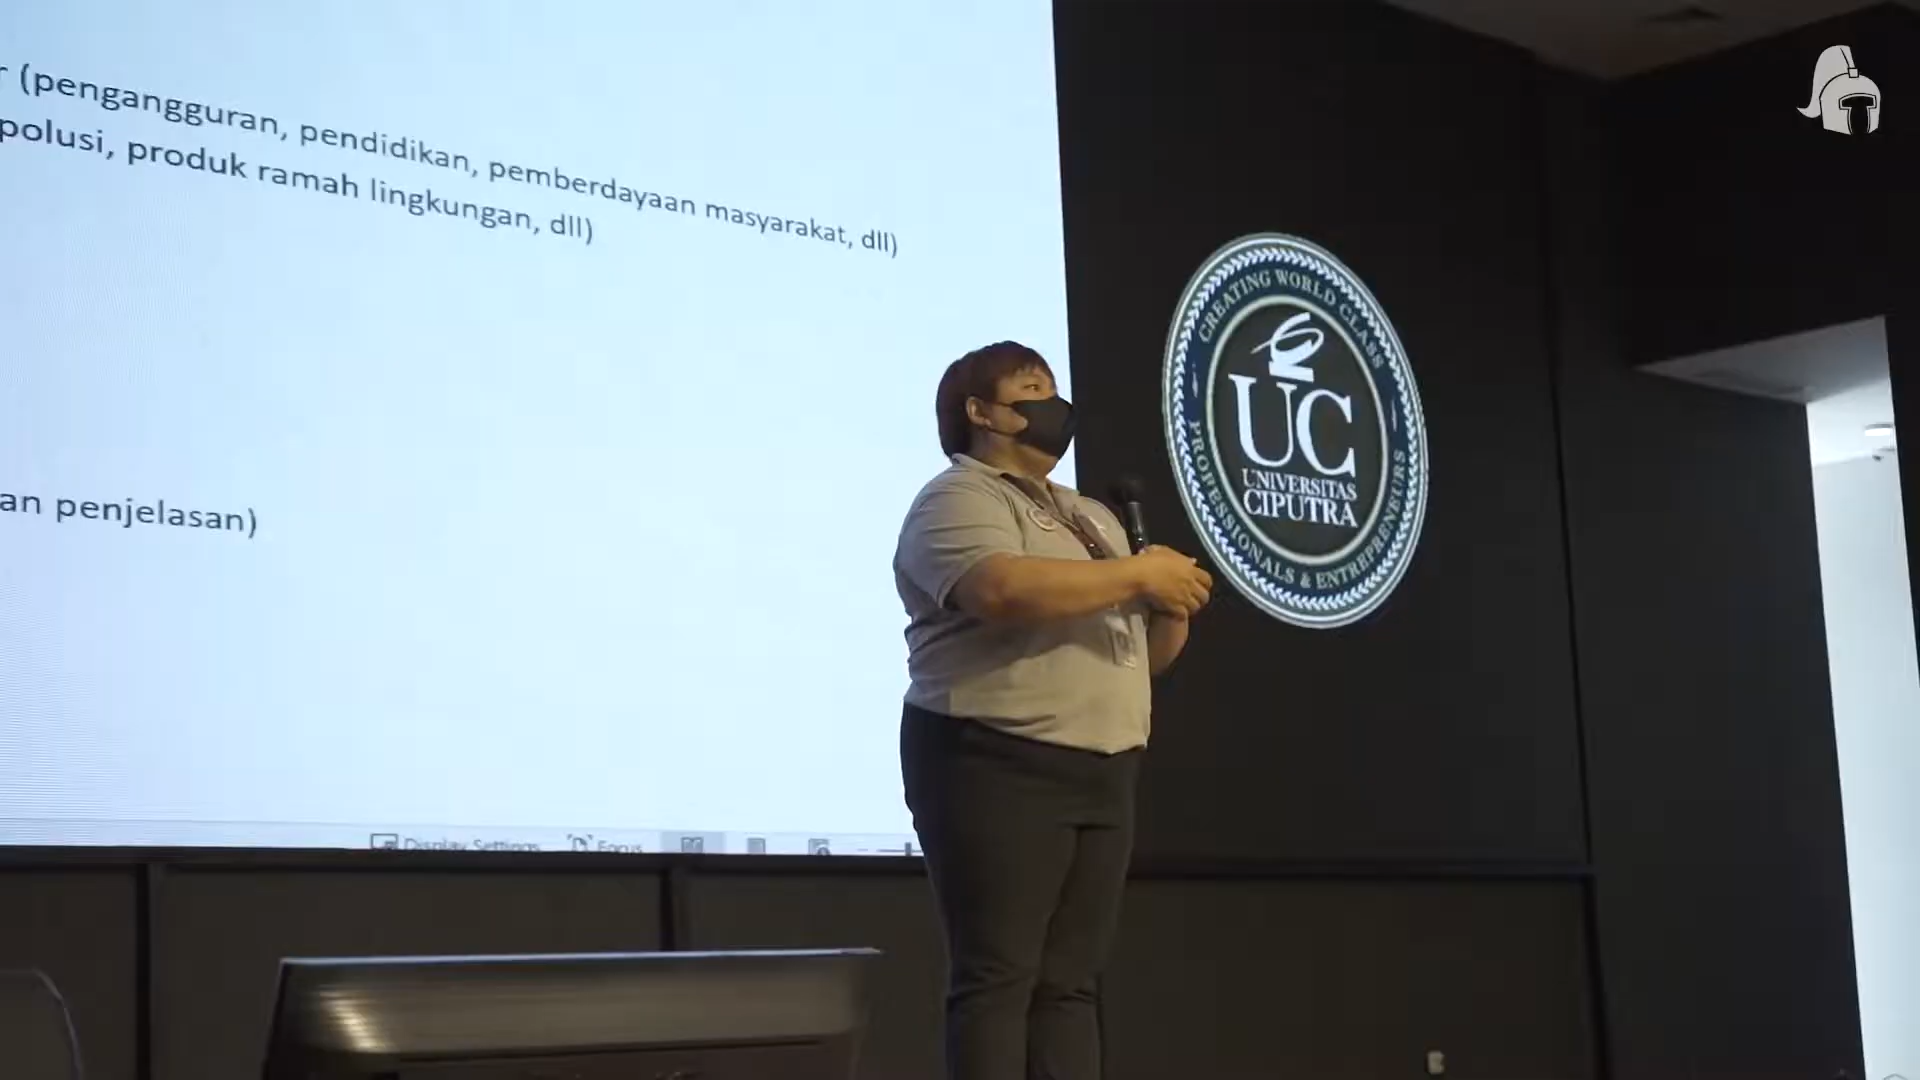 (pengangguran, pendidikan, pemberdayaan masyarakat, dll)
polusi, produk ramah lingkungan, dll)
an penjelasan)
Display Settings Focus
CREATING WORLD CLASS
UC
UNIVERSITAS
CIPUTRA
PROFESSIONALS & ENTREPRENEURS